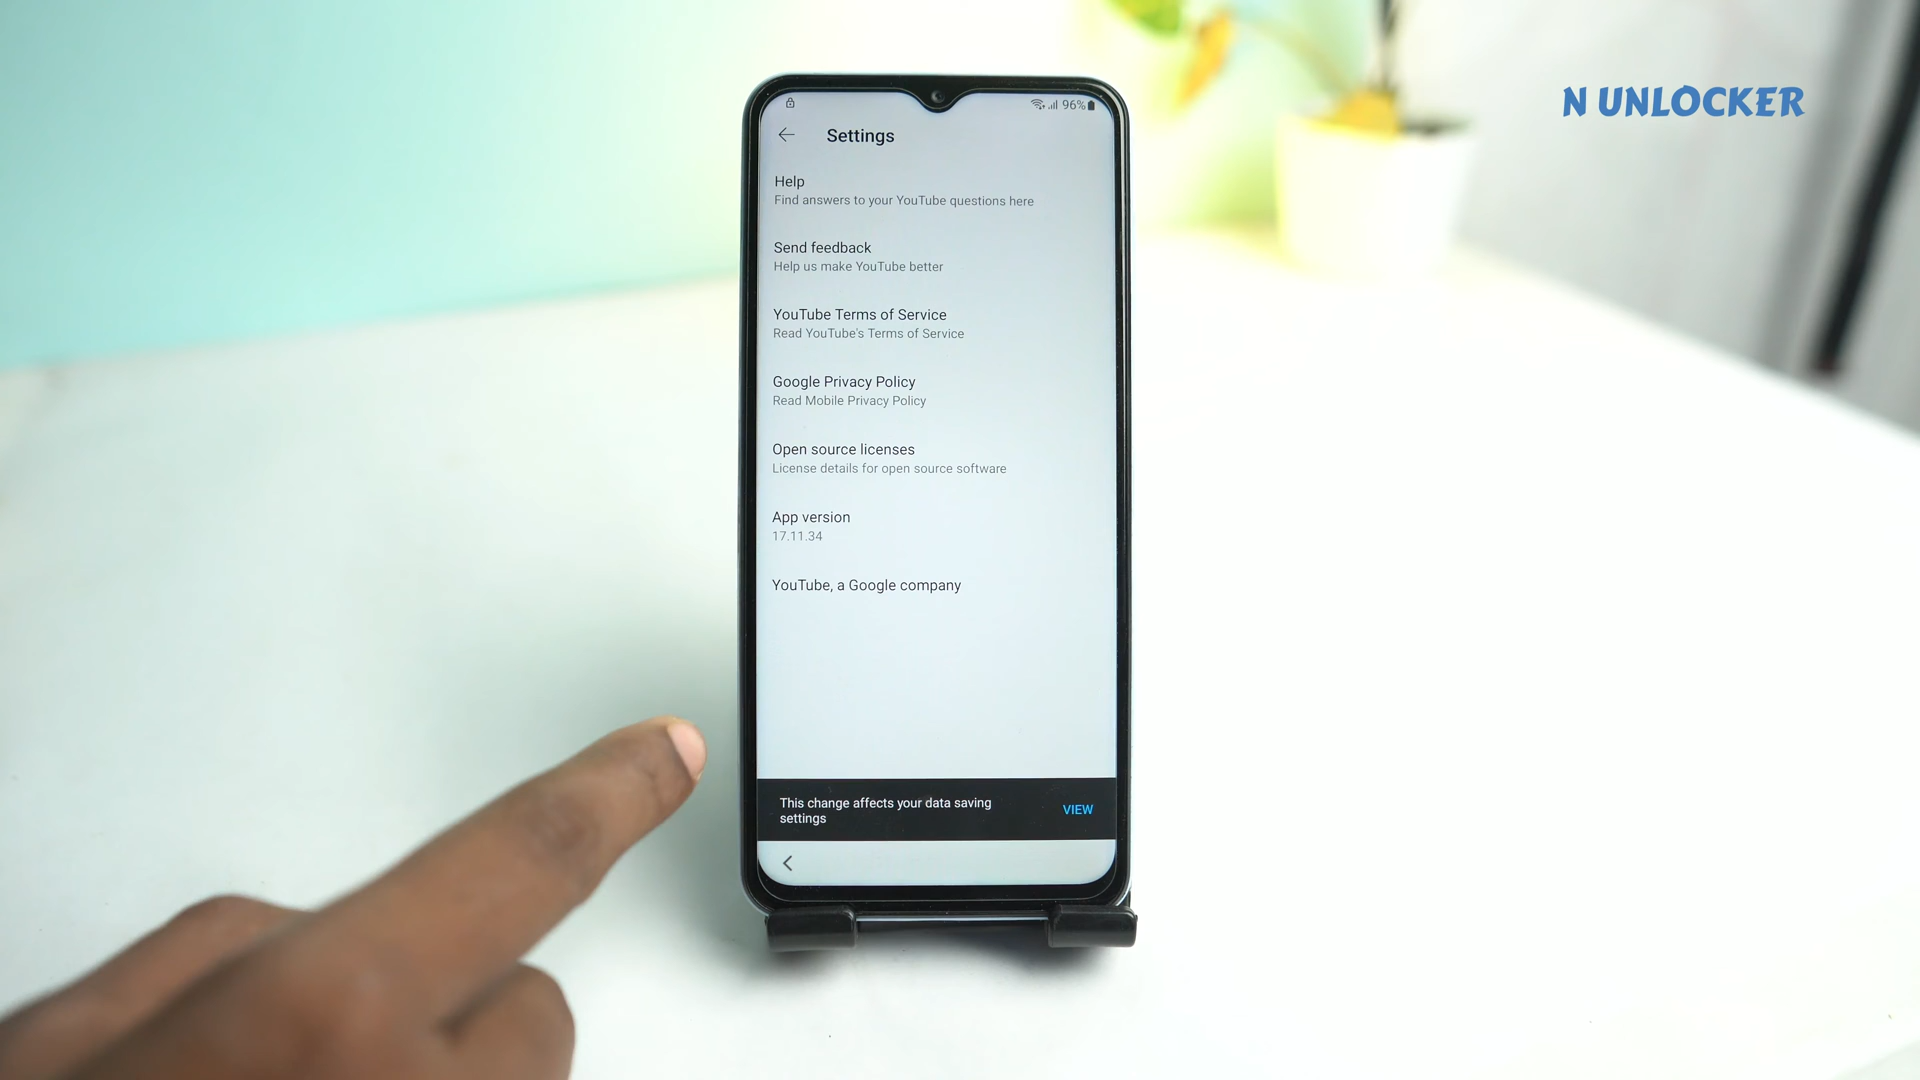 N UNLOCKER
96%
Settings
Help
Find answers to your YouTube questions here
Send feedback
Help us make YouTube better
YouTube Terms of Service
Read YouTube's Terms of Service
Google Privacy Policy
Read Mobile Privacy Policy
Open source licenses
License details for open source software
App version
17.11.34
YouTube, a Google company
This change affects your data saving
settings
VIEW